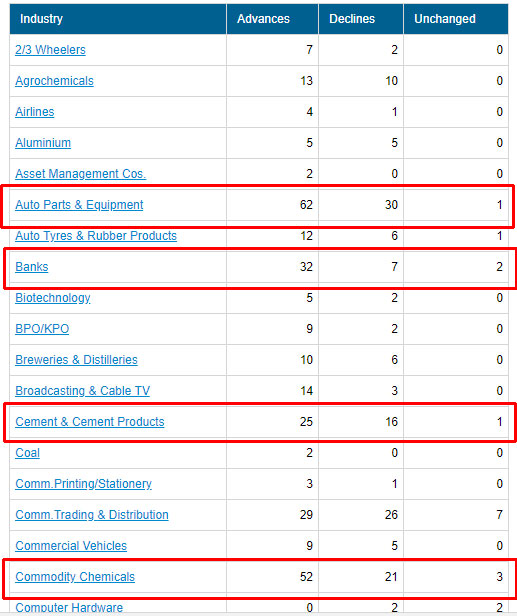 Industry Advances Declines Unchanged
2/3 Wheelers 7 2 0
Agrochemicals 13 10 0
Airlines 4 1 0
Aluminium 5 5 0
Asset Management Cos. 2 0 0
Auto Parts & Equipment 62 30 1
Auto Tyres & Rubber Products 12 6 1
Banks 32 7 2
Biotechnology 5 2 0
BPO/KPO 9 2 0
Breweries & Distilleries 10 6 0
Broadcasting & Cable TV 14 3 0
Cement & Cement Products 25 16 1
Coal 2 0 0
Comm.Printing/Stationery 3 1 0
Comm.Trading & Distribution 29 26 7
Commercial Vehicles 9 5 0
Commodity Chemicals 52 21 3
Computer Hardware 0 2 2